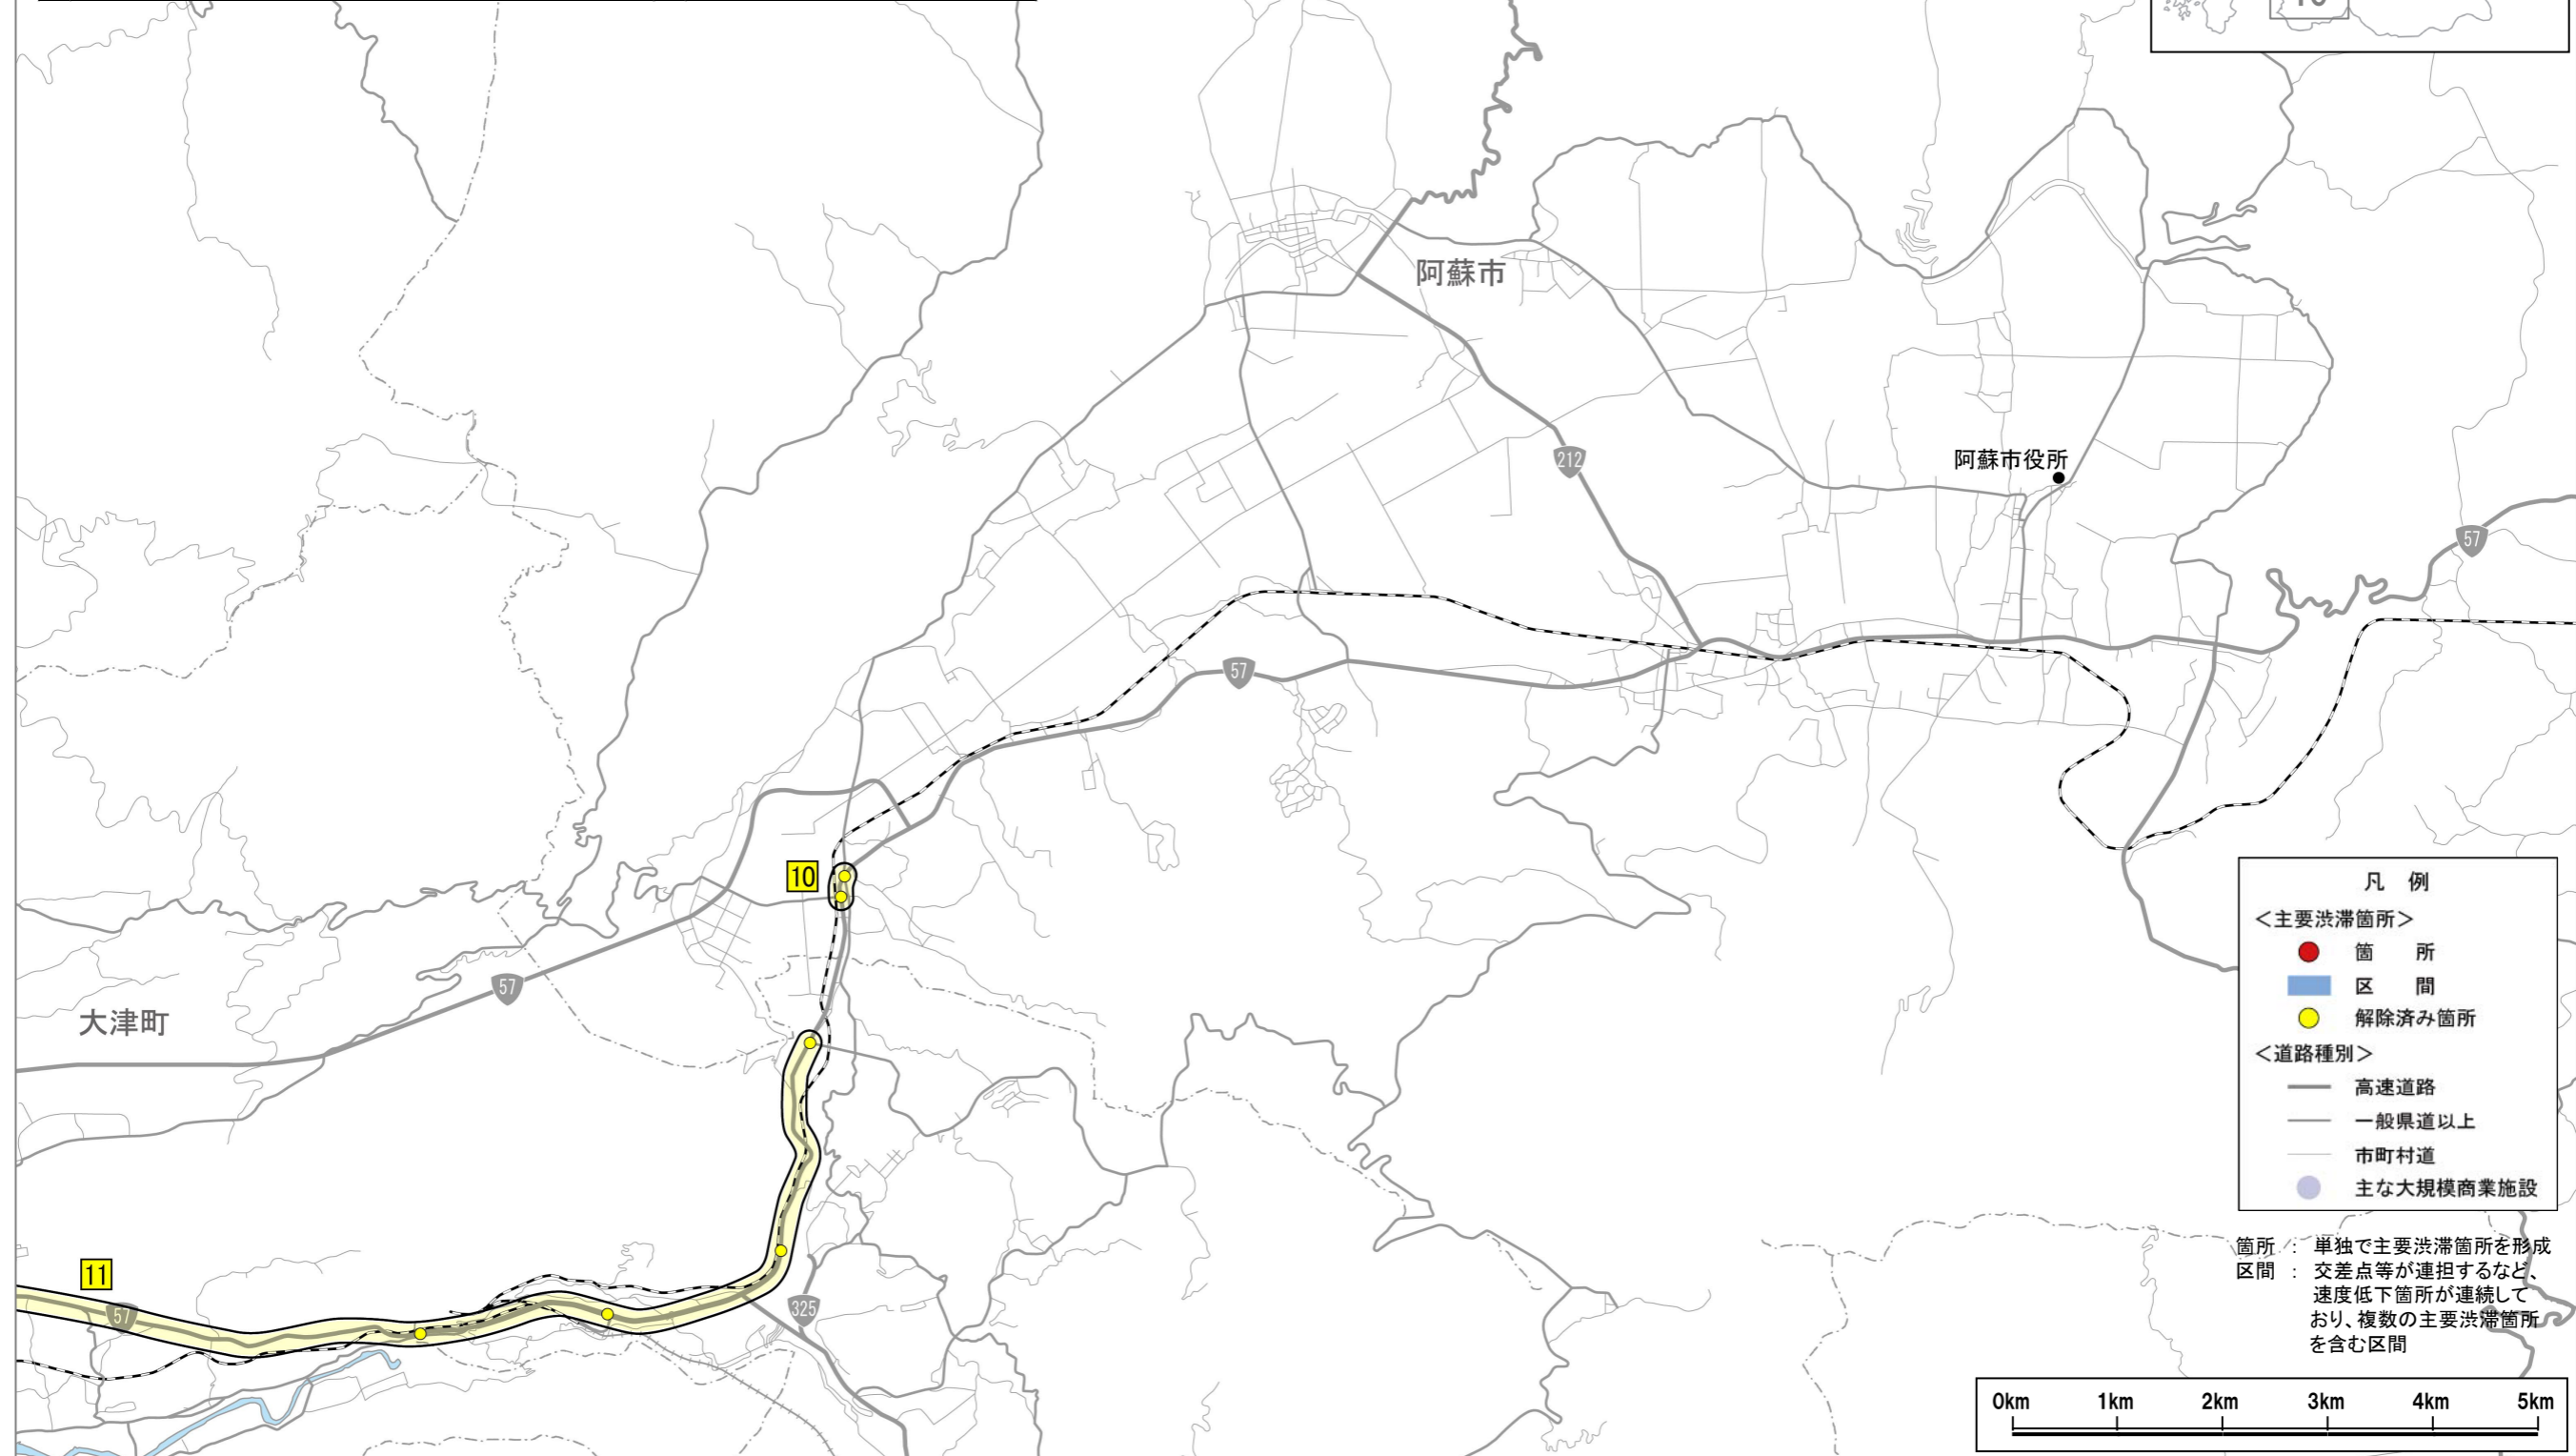 阿蘇市
212
阿蘇市役所
57
57
10
57
大津町
11
57
325
凡 例
＜主要渋滞箇所＞
箇 所
区 間
解除済み箇所
＜道路種別＞
高速道路
一般県道以上
市町村道
主な大規模商業施設
箇所 : 単独で主要渋滞箇所を形成
区間 : 交差点等が連担するなど、
速度低下箇所が連続して
おり、複数の主要渋滞箇所
を含む区間
0km 1km 2km 3km 4km 5km